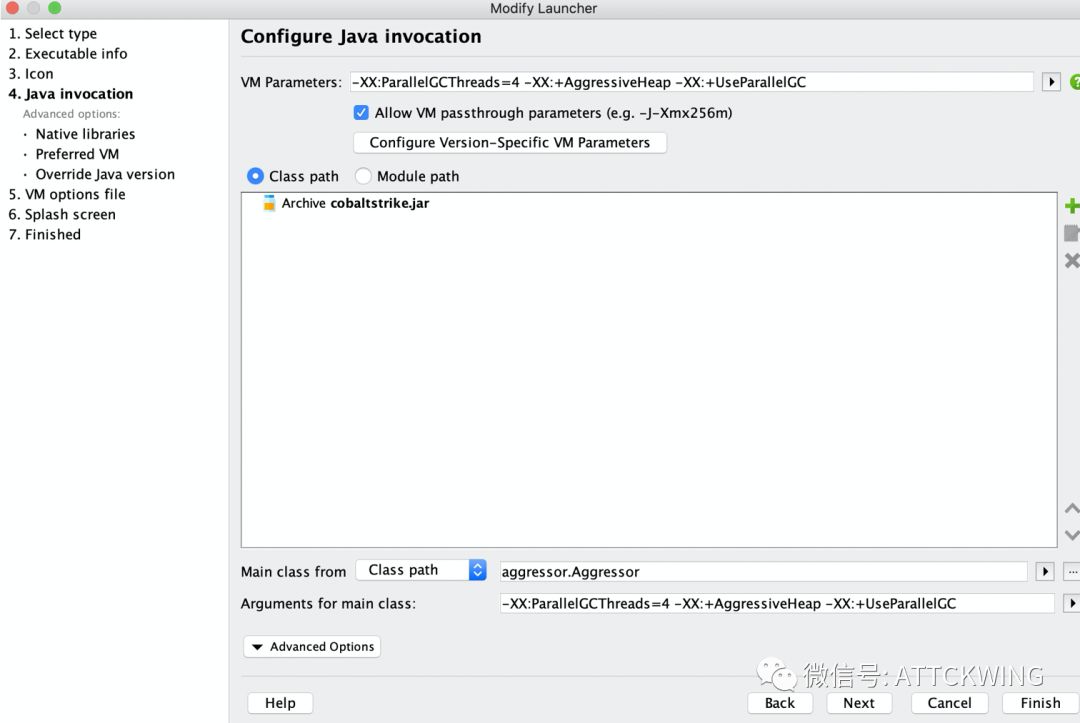 Modify Launcher
1. Select type
2. Executable info
3. Icon
4. Java invocation
Advanced options:
· Native libraries
· Preferred VM
· Override Java version
5. VM options file
6. Splash screen
7. Finished
Configure Java invocation
VM Parameters: -XX:ParallelGCThreads=4 -XX:+AggressiveHeap -XX:+UseParallelGC
Allow VM passthrough parameters (e.g. -J-Xmx256m)
Configure Version-Specific VM Parameters
Class path Module path
Archive cobaltstrike.jar
Main class from Class path aggressor.Aggressor
Arguments for main class: -XX:ParallelGCThreads=4 -XX:+AggressiveHeap -XX:+UseParallelGC
Advanced Options
微信号: ATTCKWING
Help Back Next Cancel Finish